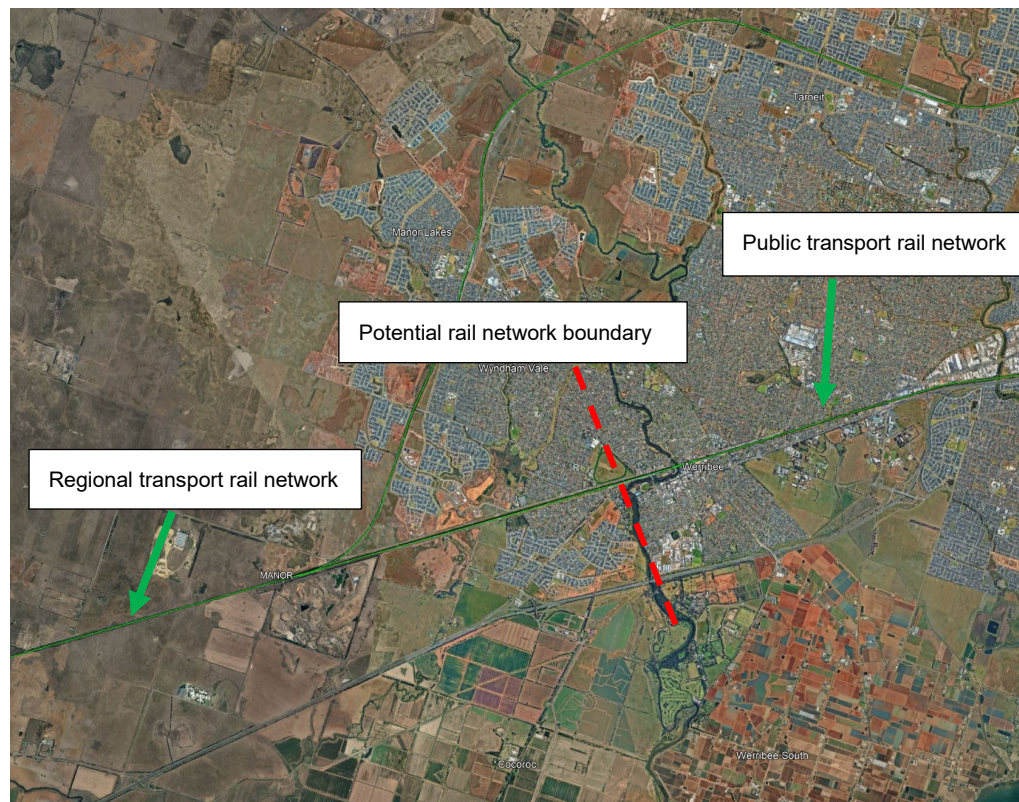 Tarneit
Public transport rail network
Manor Lakes
Potential rail network boundary
Wyndham Vale
Werribee
Regional transport rail network
MANOR
Werribee South
Cocoroc